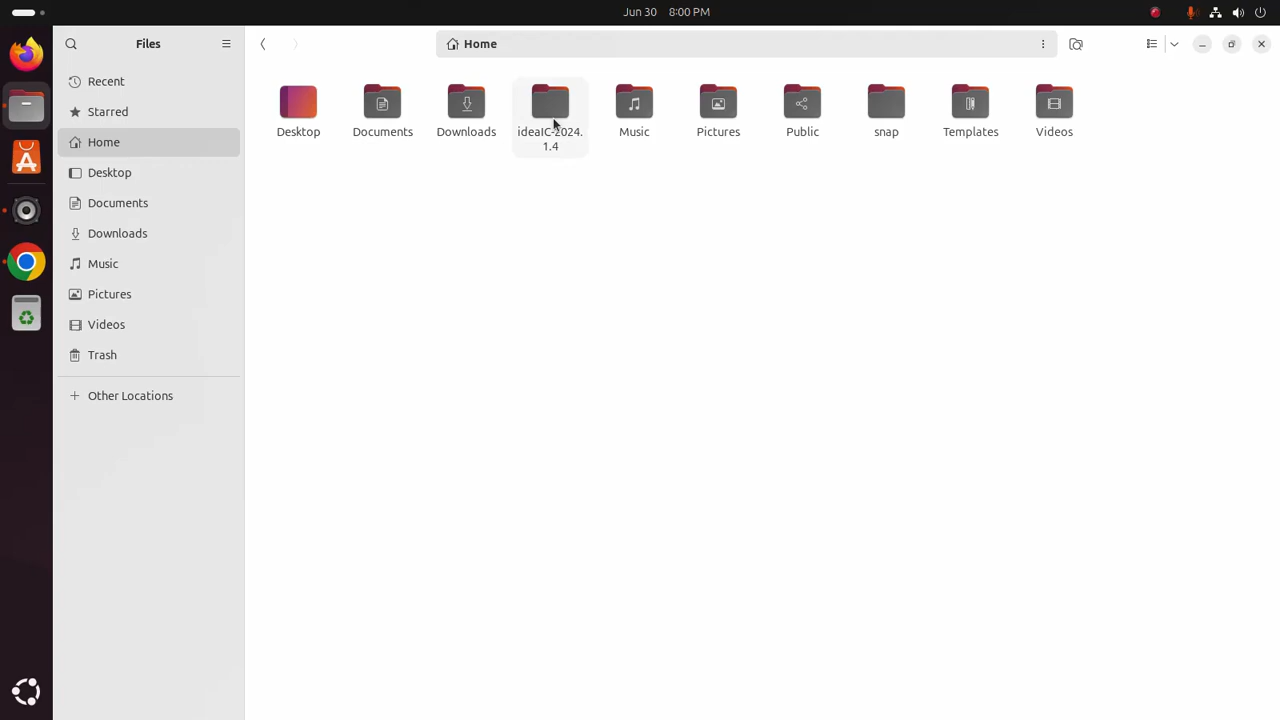 Jun 30 8:00 PM
Files
Home
Recent
Starred
Home
Desktop
Documents
Downloads
Music
Pictures
Videos
Trash
Other Locations
Desktop
Documents
Downloads
ideaIC-2024.
1.4
Music
Pictures
Public
snap
Templates
Videos